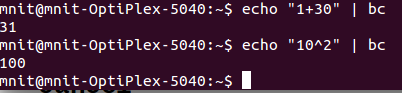 mnit@mnit-OptiPlex-5040:~$ echo "1+30" | bc
31
mnit@mnit-OptiPlex-5040:~$ echo "10^2" | bc
100
mnit@mnit-OptiPlex-5040:~$